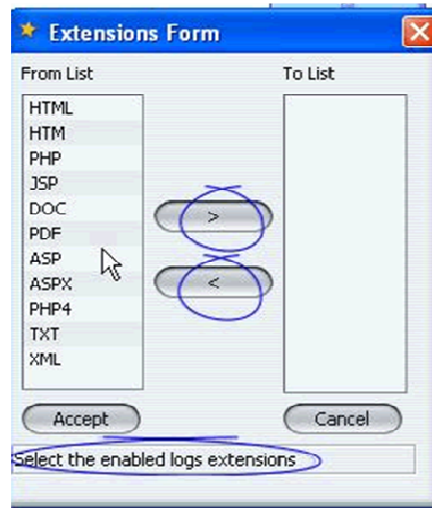 Extensions Form
From List
To List
HTML
HTM
PHP
JSP
DOC
PDF
ASP
ASPX
PHP4
TXT
XML
>
<
Accept
Cancel
Select the enabled logs extensions